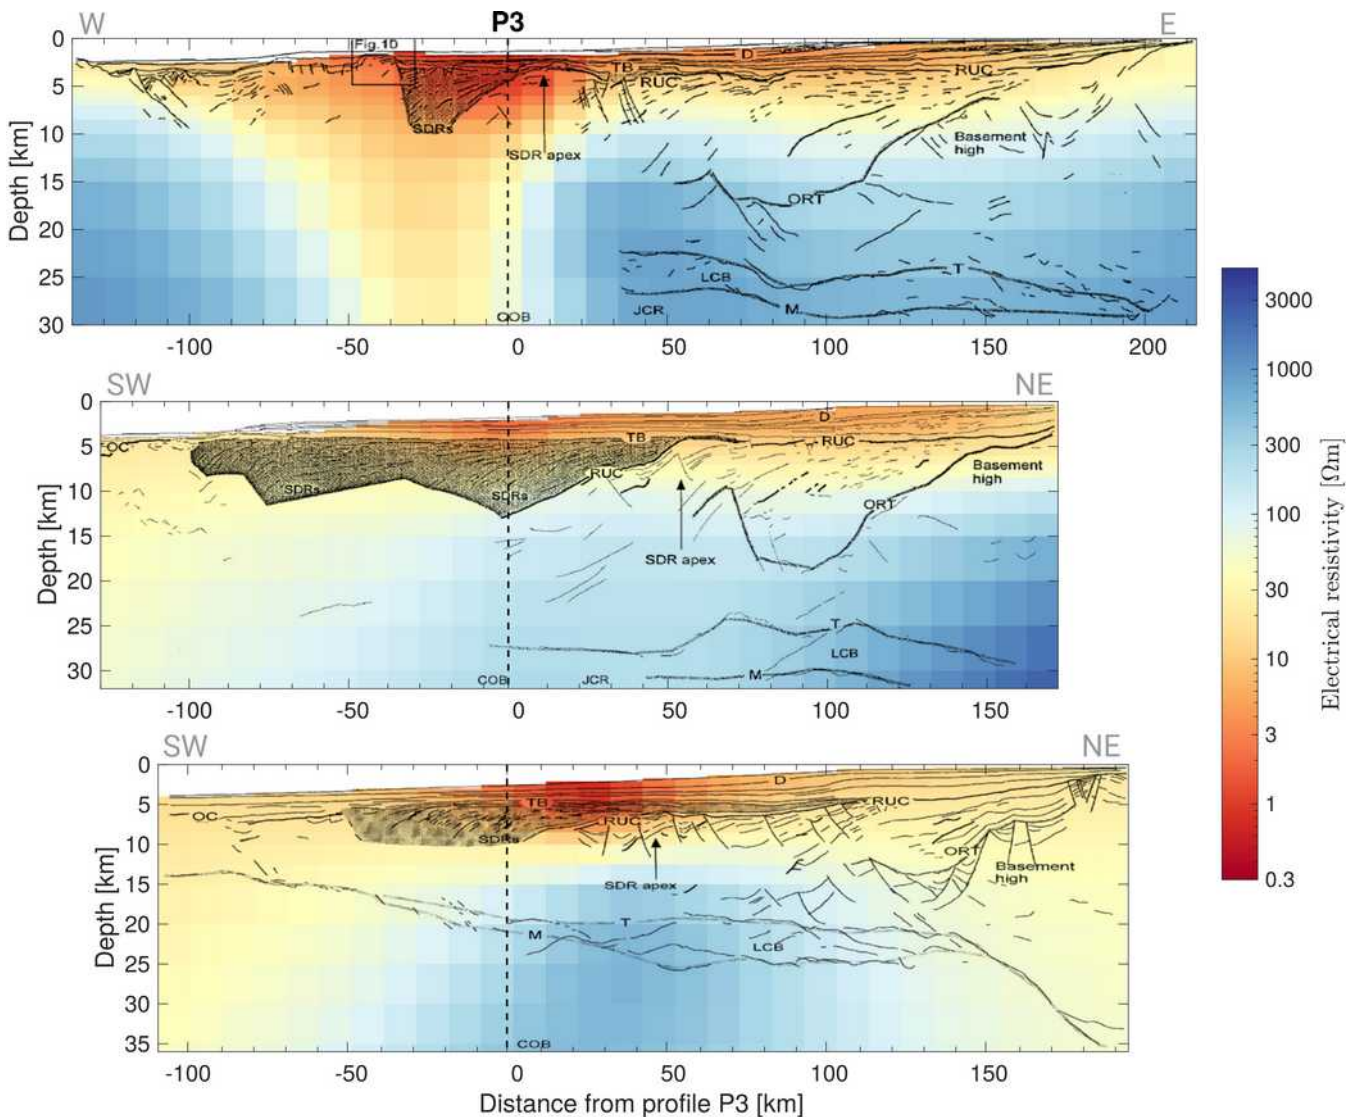 W
P3
E
Fig.1D
0
5
10
15
20
25
30
Depth [km]
D
TB
RUC
RUC
SDRs
SDR apex
Basement
high
ORT
T
LCB
JCR
M
COB
-100
-50
0
50
100
150
200
SW
NE
0
5
10
15
20
25
30
Depth [km]
OC
D
TB
RUC
RUC
SDRs
SDRs
Basement
high
ORT
SDR apex
T
LCB
COB
JCR
M
-100
-50
0
50
100
150
SW
NE
0
5
10
15
20
25
30
35
Depth [km]
D
TB
RUC
OC
RUC
SDRs
ORT
Basement
high
SDR apex
T
M
LCB
COB
-100
-50
0
50
100
150
Distance from profile P3 [km]
3000
1000
300
100
30
10
3
1
0.3
Electrical resistivity [Ωm]